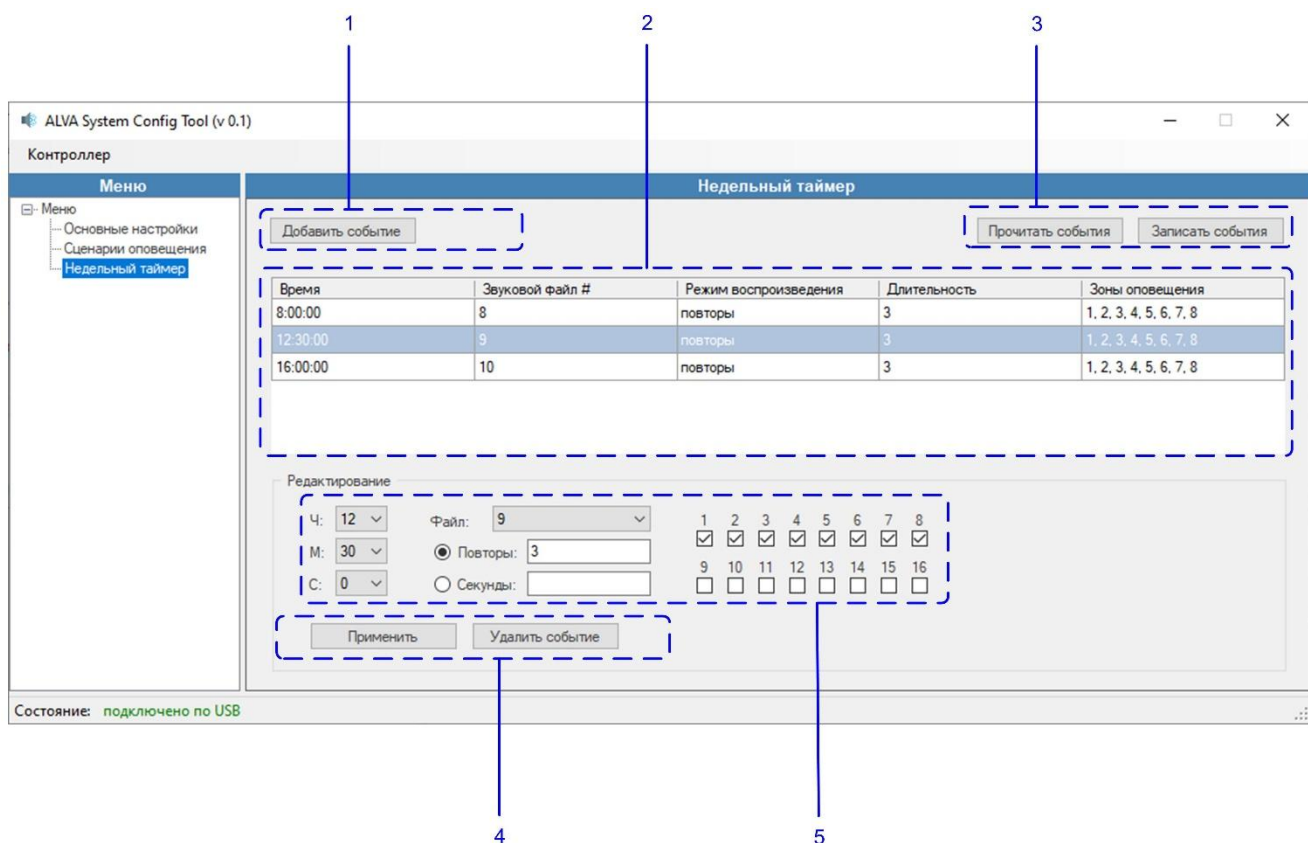 1 2 3
ALVA System Config Tool (v 0.1)
Контроллер
Меню Недельный таймер
Меню
Основные настройки
Сценарии оповещения
Недельный таймер
Добавить событие Прочитать события Записать события
Время Звуковой файл # Режим воспроизведения Длительность Зоны оповещения
8:00:00 8 повторы 3 1, 2, 3, 4, 5, 6, 7, 8
12:30:00 9 повторы 3 1, 2, 3, 4, 5, 6, 7, 8
16:00:00 10 повторы 3 1, 2, 3, 4, 5, 6, 7, 8
Редактирование
Ч: 12 Файл: 9 1 2 3 4 5 6 7 8
М: 30 Повторы: 3
С: 0 Секунды: 9 10 11 12 13 14 15 16
Применить Удалить событие
Состояние: подключено по USB
4 5